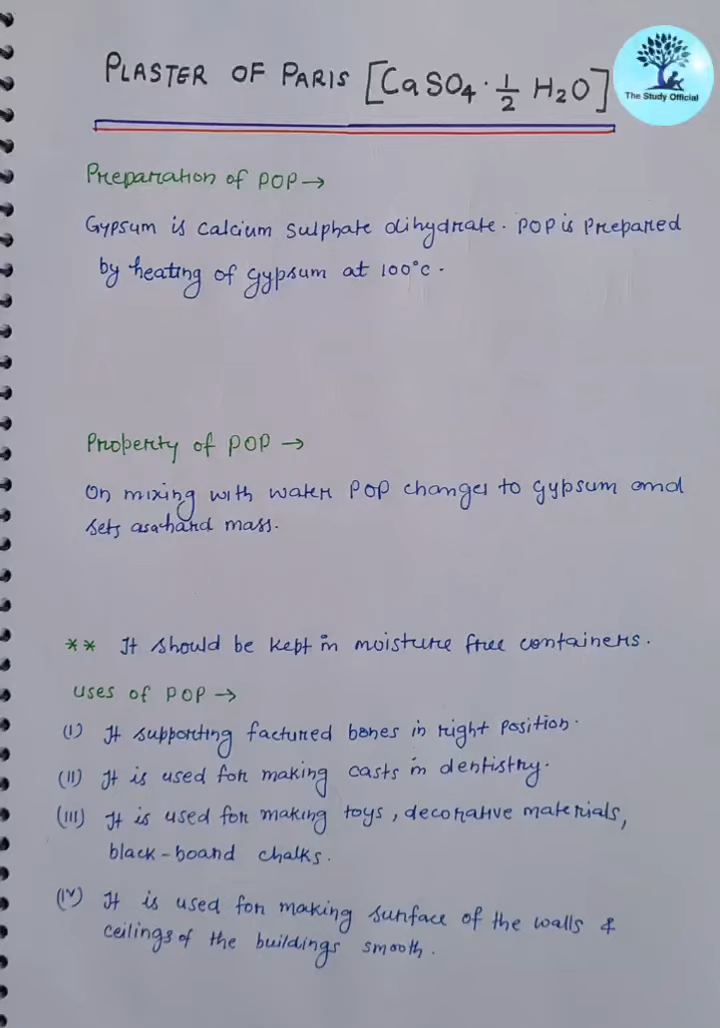 PLASTER OF PARIS [CaSO4 · 1/2 H2O]
The Study Official
Preparation of POP →
Gypsum is calcium sulphate dihydrate. POP is prepared
by heating of gypsum at 100°c.
Property of POP →
On mixing with water POP changes to gypsum and
sets as a hard mass.
** It should be kept in moisture free containers.
Uses of POP →
(I) It supporting factured bones in right position.
(II) It is used for making casts in dentistry.
(III) It is used for making toys, decorative materials,
black-board chalks.
(IV) It is used for making surface of the walls &
ceilings of the buildings smooth.